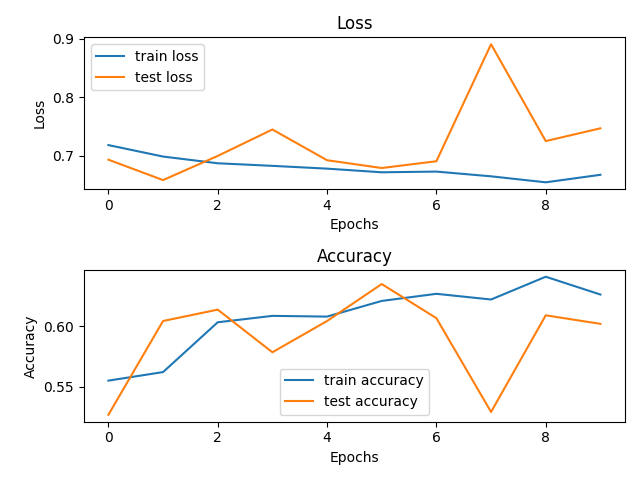 Loss
0.9
0.8
0.7
Loss
train loss
test loss
0 2 4 6 8
Epochs
Accuracy
0.60
0.55
Accuracy
train accuracy
test accuracy
0 2 4 6 8
Epochs